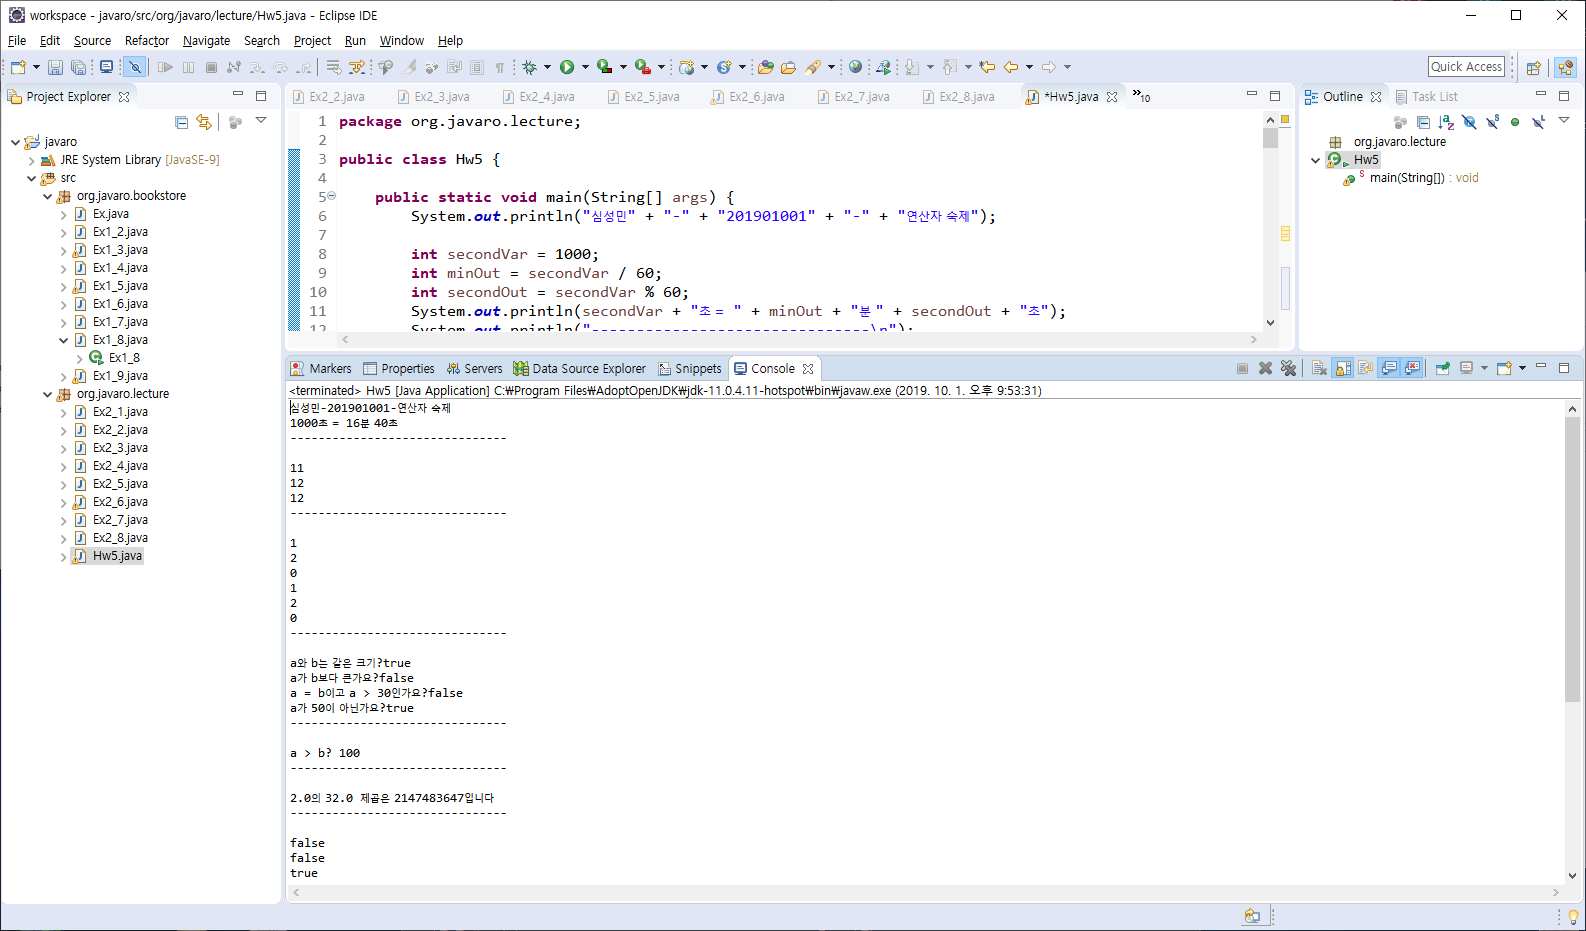 workspace - javaro/src/org/javaro/lecture/Hw5.java - Eclipse IDE
File Edit Source Refactor Navigate Search Project Run Window Help
Quick Access
Project Explorer
javaro
JRE System Library [JavaSE-9]
src
org.javaro.bookstore
Ex.java
Ex1_2.java
Ex1_3.java
Ex1_4.java
Ex1_5.java
Ex1_6.java
Ex1_7.java
Ex1_8.java
Ex1_8
Ex1_9.java
org.javaro.lecture
Ex2_1.java
Ex2_2.java
Ex2_3.java
Ex2_4.java
Ex2_5.java
Ex2_6.java
Ex2_7.java
Ex2_8.java
Hw5.java
Ex2_2.java Ex2_3.java Ex2_4.java Ex2_5.java Ex2_6.java Ex2_7.java Ex2_8.java *Hw5.java »10
1 package org.javaro.lecture;
2
3 public class Hw5 {
4
5 public static void main(String[] args) {
6 System.out.println("심성민" + "-" + "201901001" + "-" + "연산자 숙제");
7
8 int secondVar = 1000;
9 int minOut = secondVar / 60;
10 int secondOut = secondVar % 60;
11 System.out.println(secondVar + "초 = " + minOut + "분 " + secondOut + "초");
12 System.out.println("-------------------------------\n");
Outline Task List
org.javaro.lecture
Hw5
main(String[]) : void
Markers Properties Servers Data Source Explorer Snippets Console
<terminated> Hw5 [Java Application] C:₩Program Files₩AdoptOpenJDK₩jdk-11.0.4.11-hotspot₩bin₩javaw.exe (2019. 10. 1. 오후 9:53:31)
심성민-201901001-연산자 숙제
1000초 = 16분 40초
-------------------------------
11
12
12
-------------------------------
1
2
0
1
2
0
-------------------------------
a와 b는 같은 크기?true
a가 b보다 큰가요?false
a = b이고 a > 30인가요?false
a가 50이 아닌가요?true
-------------------------------
a > b? 100
-------------------------------
2.0의 32.0 제곱은 2147483647입니다
-------------------------------
false
false
true